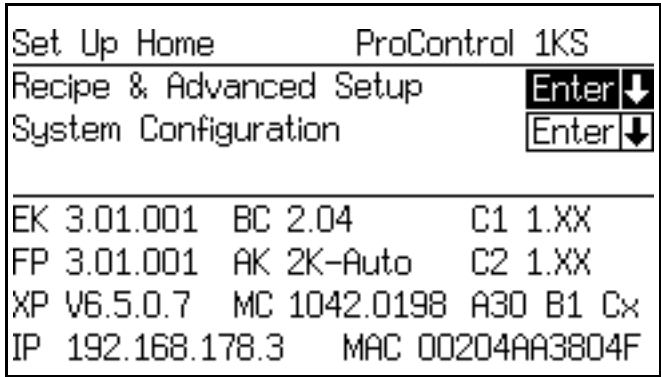 Set Up Home ProControl 1KS
Recipe & Advanced Setup Enter
System Configuration Enter
EK 3.01.001 BC 2.04 C1 1.XX
FP 3.01.001 AK 2K-Auto C2 1.XX
XP V6.5.0.7 MC 1042.0198 A30 B1 Cx
IP 192.168.178.3 MAC 00204AA3804F